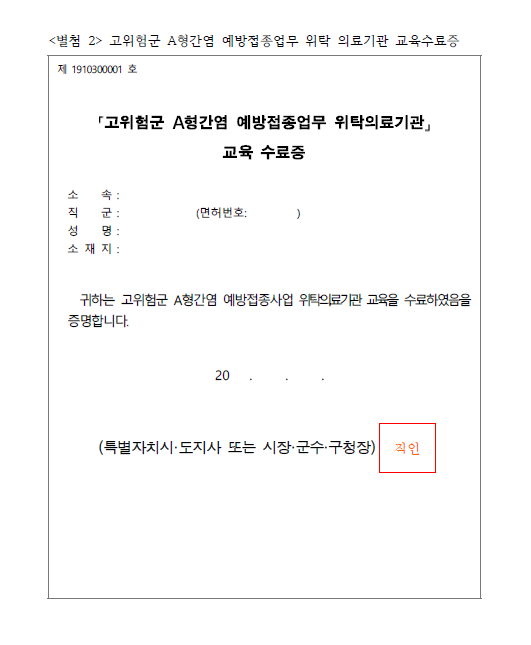 <별첨 2> 고위험군 A형간염 예방접종업무 위탁 의료기관 교육수료증
제 1910300001 호
「고위험군 A형간염 예방접종업무 위탁의료기관」
교육 수료증
소 속 :
직 군 : (면허번호: )
성 명 :
소 재 지 :
귀하는 고위험군 A형간염 예방접종사업 위탁의료기관 교육을 수료하였음을
증명합니다.
20 . . .
(특별자치시·도지사 또는 시장·군수·구청장) 직인